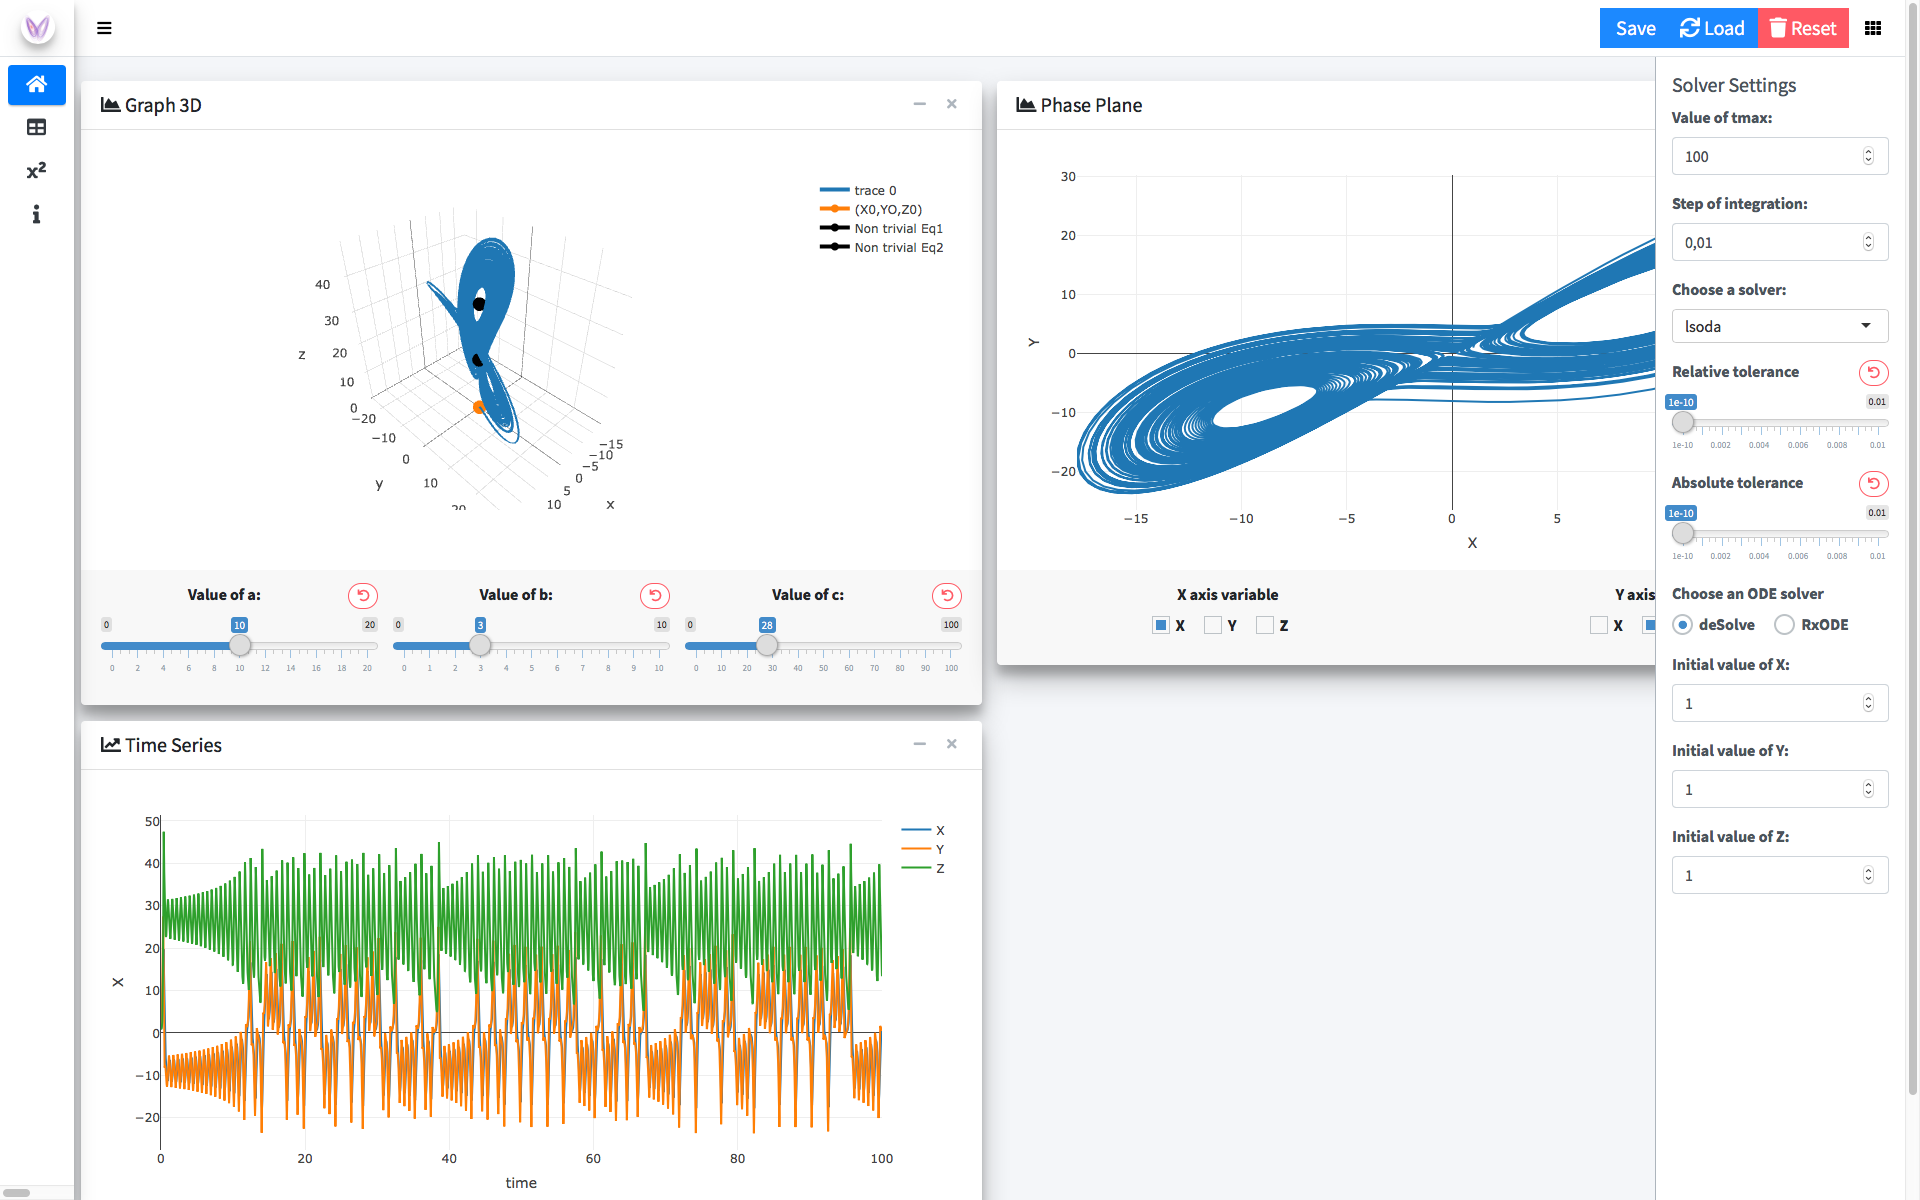 Save Load Reset
Graph 3D
trace 0
(X0,YO,Z0)
Non trivial Eq1
Non trivial Eq2
40
30
20
10
0
z
−20
−10
0
10
20
y
−15
−10
−5
0
5
10
x
Value of a:
0 10 20
0 2 4 6 8 10 12 14 16 18 20
Value of b:
0 3 10
0 1 2 3 4 5 6 7 8 9 10
Value of c:
0 28 100
0 10 20 30 40 50 60 70 80 90 100
Phase Plane
30
20
10
0
−10
−20
Y
−15 −10 −5 0 5
X
X axis variable
X Y Z
Y axis
X
Time Series
50
40
30
20
10
0
−10
−20
X
0 20 40 60 80 100
time
X
Y
Z
Solver Settings
Value of tmax:
100
Step of integration:
0,01
Choose a solver:
lsoda
Relative tolerance
1e-10 0.01
1e-10 0.002 0.004 0.006 0.008 0.01
Absolute tolerance
1e-10 0.01
1e-10 0.002 0.004 0.006 0.008 0.01
Choose an ODE solver
deSolve RxODE
Initial value of X:
1
Initial value of Y:
1
Initial value of Z:
1